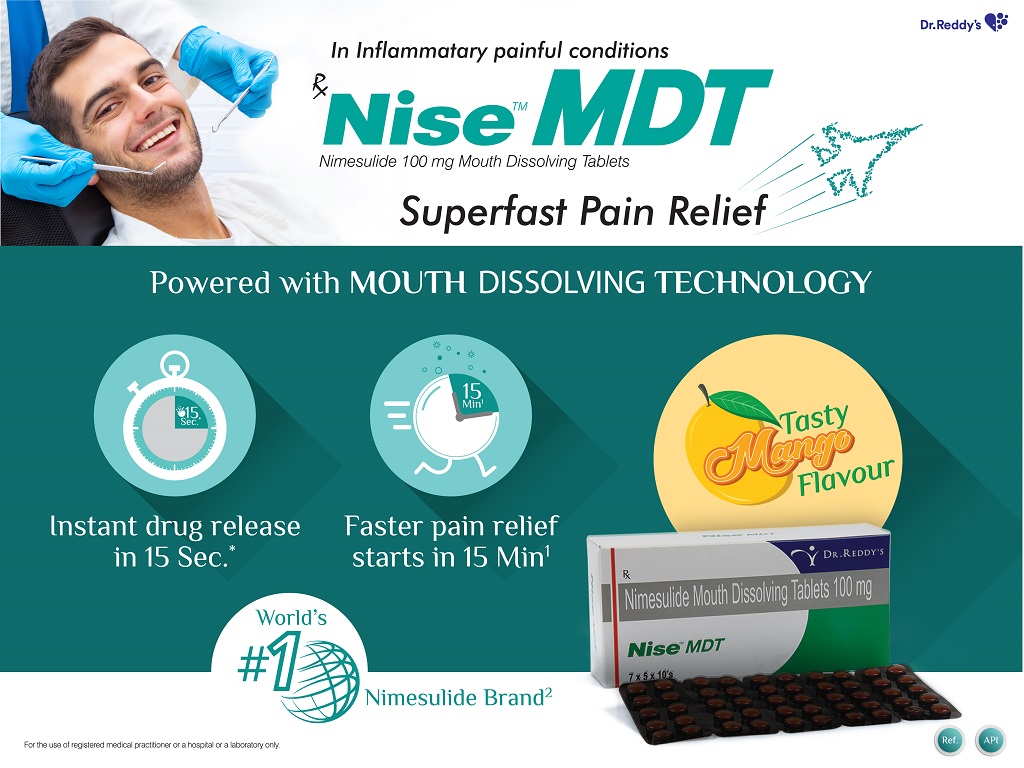 Dr.Reddy's
In Inflammatary painful conditions
℞
Nise™ MDT
Nimesulide 100 mg Mouth Dissolving Tablets
Superfast Pain Relief
Powered with MOUTH DISSOLVING TECHNOLOGY
15
Sec.*
15
Min¹
Tasty
Mango
Flavour
Instant drug release
in 15 Sec.*
Faster pain relief
starts in 15 Min¹
Nise MDT
DR.REDDY'S
℞
Nimesulide Mouth Dissolving Tablets 100 mg
Nise™ MDT
7 x 5 x 10's
World's
#1
Nimesulide Brand²
For the use of registered medical practitioner or a hospital or a laboratory only.
Ref.
API